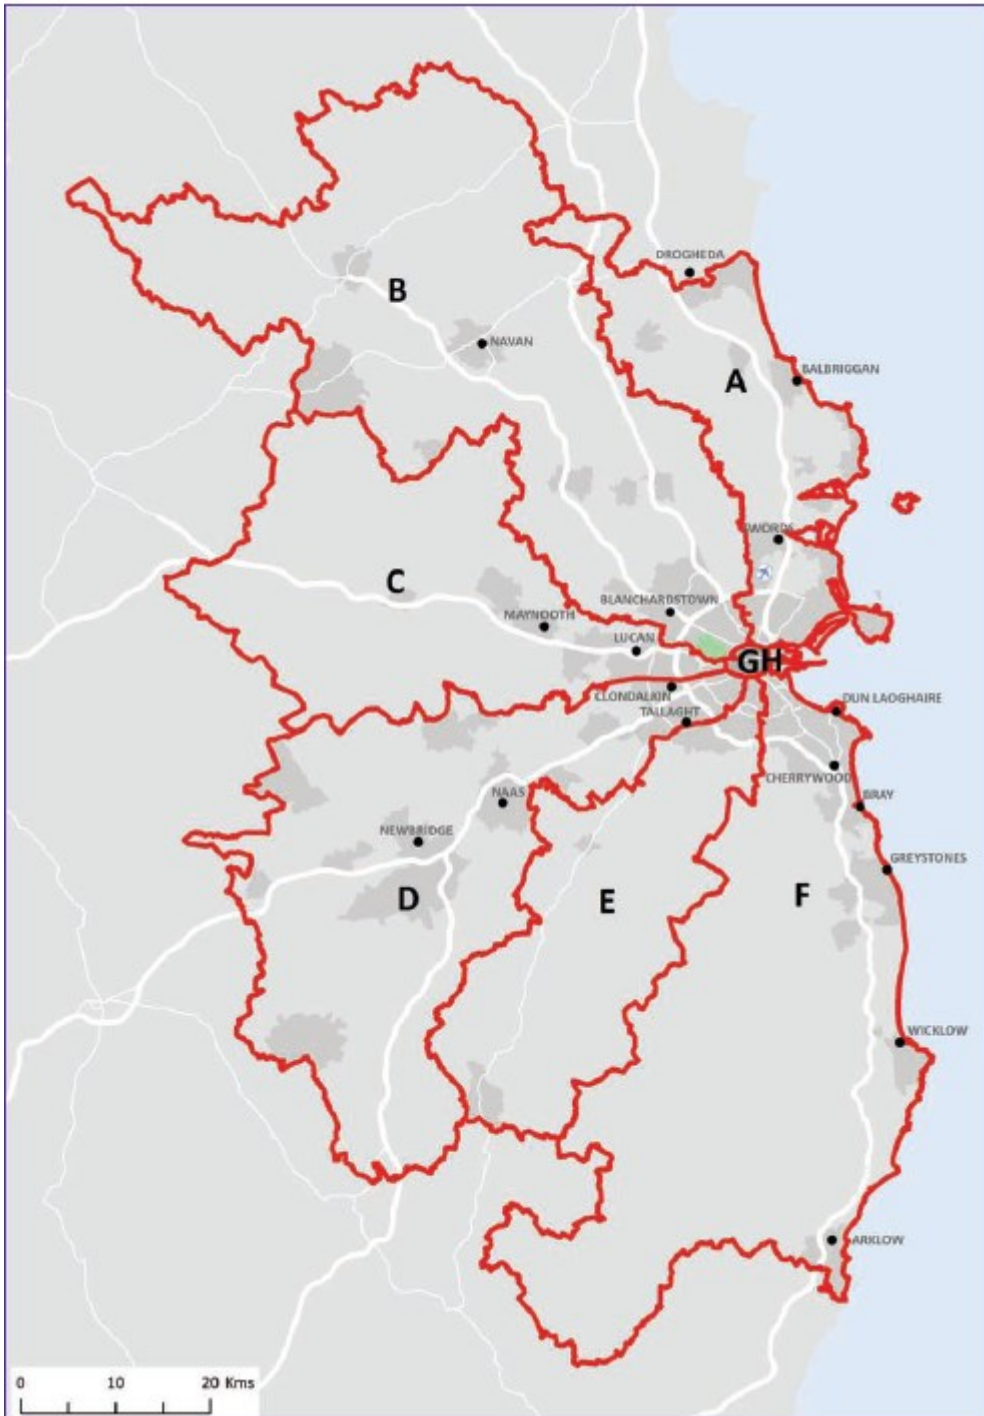 DROGHEDA
B
NAVAN
A
BALBRIGGAN
SWORDS
C
BLANCHARDSTOWN
MAYNOOTH
LUCAN
GH
CLONDALKIN
DUN LAOGHAIRE
TALLAGHT
CHERRYWOOD
NAAS
BRAY
NEWBRIDGE
GREYSTONES
D
E
F
WICKLOW
ARKLOW
0 10 20 Kms